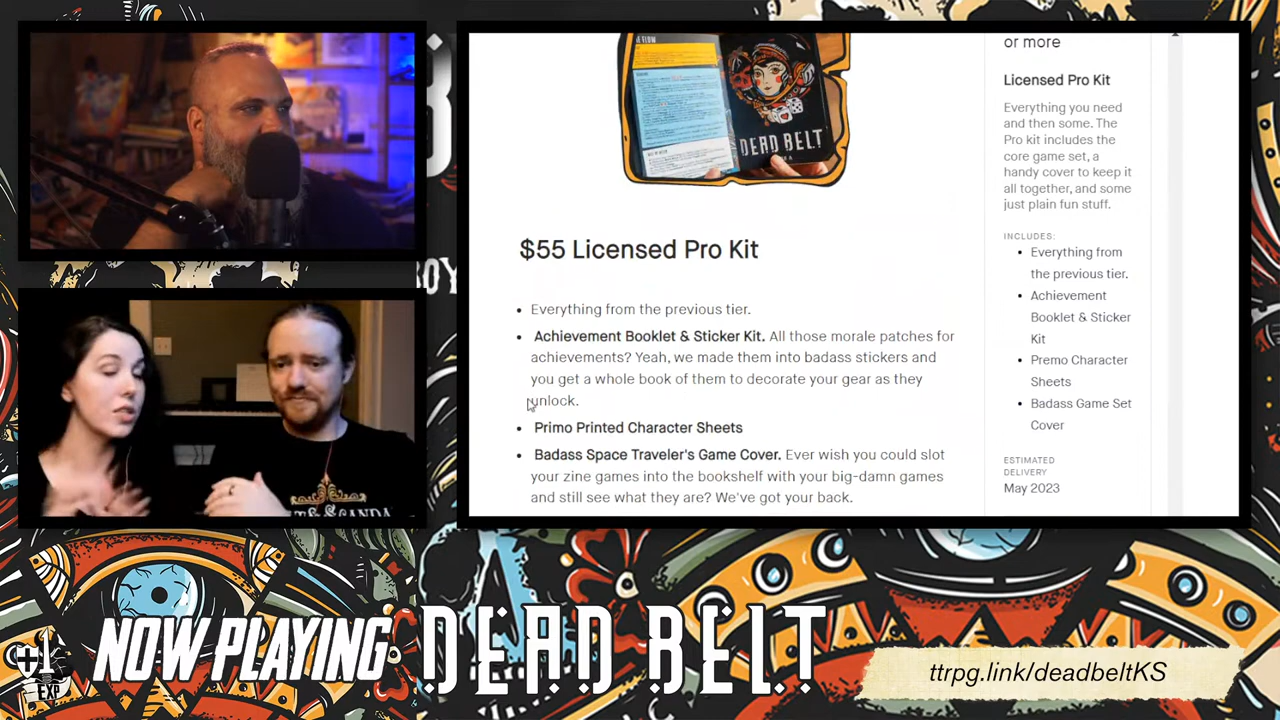 E FLOW
DEAD BELT
$55 Licensed Pro Kit
Everything from the previous tier.
Achievement Booklet & Sticker Kit. All those morale patches for
achievements? Yeah, we made them into badass stickers and
you get a whole book of them to decorate your gear as they
unlock.
Primo Printed Character Sheets
Badass Space Traveler's Game Cover. Ever wish you could slot
your zine games into the bookshelf with your big-damn games
and still see what they are? We've got your back.
or more
Licensed Pro Kit
Everything you need
and then some. The
Pro kit includes the
core game set, a
handy cover to keep it
all together, and some
just plain fun stuff.
INCLUDES:
Everything from
the previous tier.
Achievement
Booklet & Sticker
Kit
Premo Character
Sheets
Badass Game Set
Cover
ESTIMATED
DELIVERY
May 2023
OY
+1
EXP
NOW PLAYING DEAD BELT
ttrpg.link/deadbeltKS